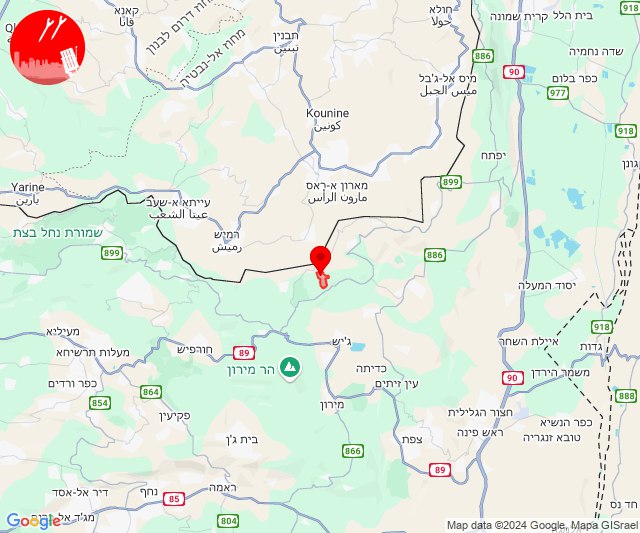 קאנא
قانا
מחוז דרום לבנון
מחוז אל-נבטיה
תבנין
تبنين
חולא
حولا
קרית שמונה
בית הלל
918
שדה נחמיה
886
90
כפר בלום
977
מיס אל-ג'בל
ميس الجبل
Kounine
كونين
918
יפתח
גונן
899
Yarine
يارين
מארון א-ראס
مارون الراس
עייתא א-שעב
عيتا الشعب
רמיש
رميش
שמורת נחל בצת
899
886
יסוד המעלה
918
מעיליא
מעלות תרשיחא
חורפיש
89
ג'יש
איילת השחר
גדות
הר מירון
כדיתה
משמר הירדן
כפר ורדים
864
עין זיתים
90
888
854
מירון
חצור הגלילית
כפר הנשיא
פקיעין
ראש פינה
טובא זנגריה
בית ג'ן
צפת
866
89
ראמה
נחף
דיר אל-אסד
85
חד נס
804
מג'ד אל-כרום
Google
Map data ©2024 Google, Mapa GISrael